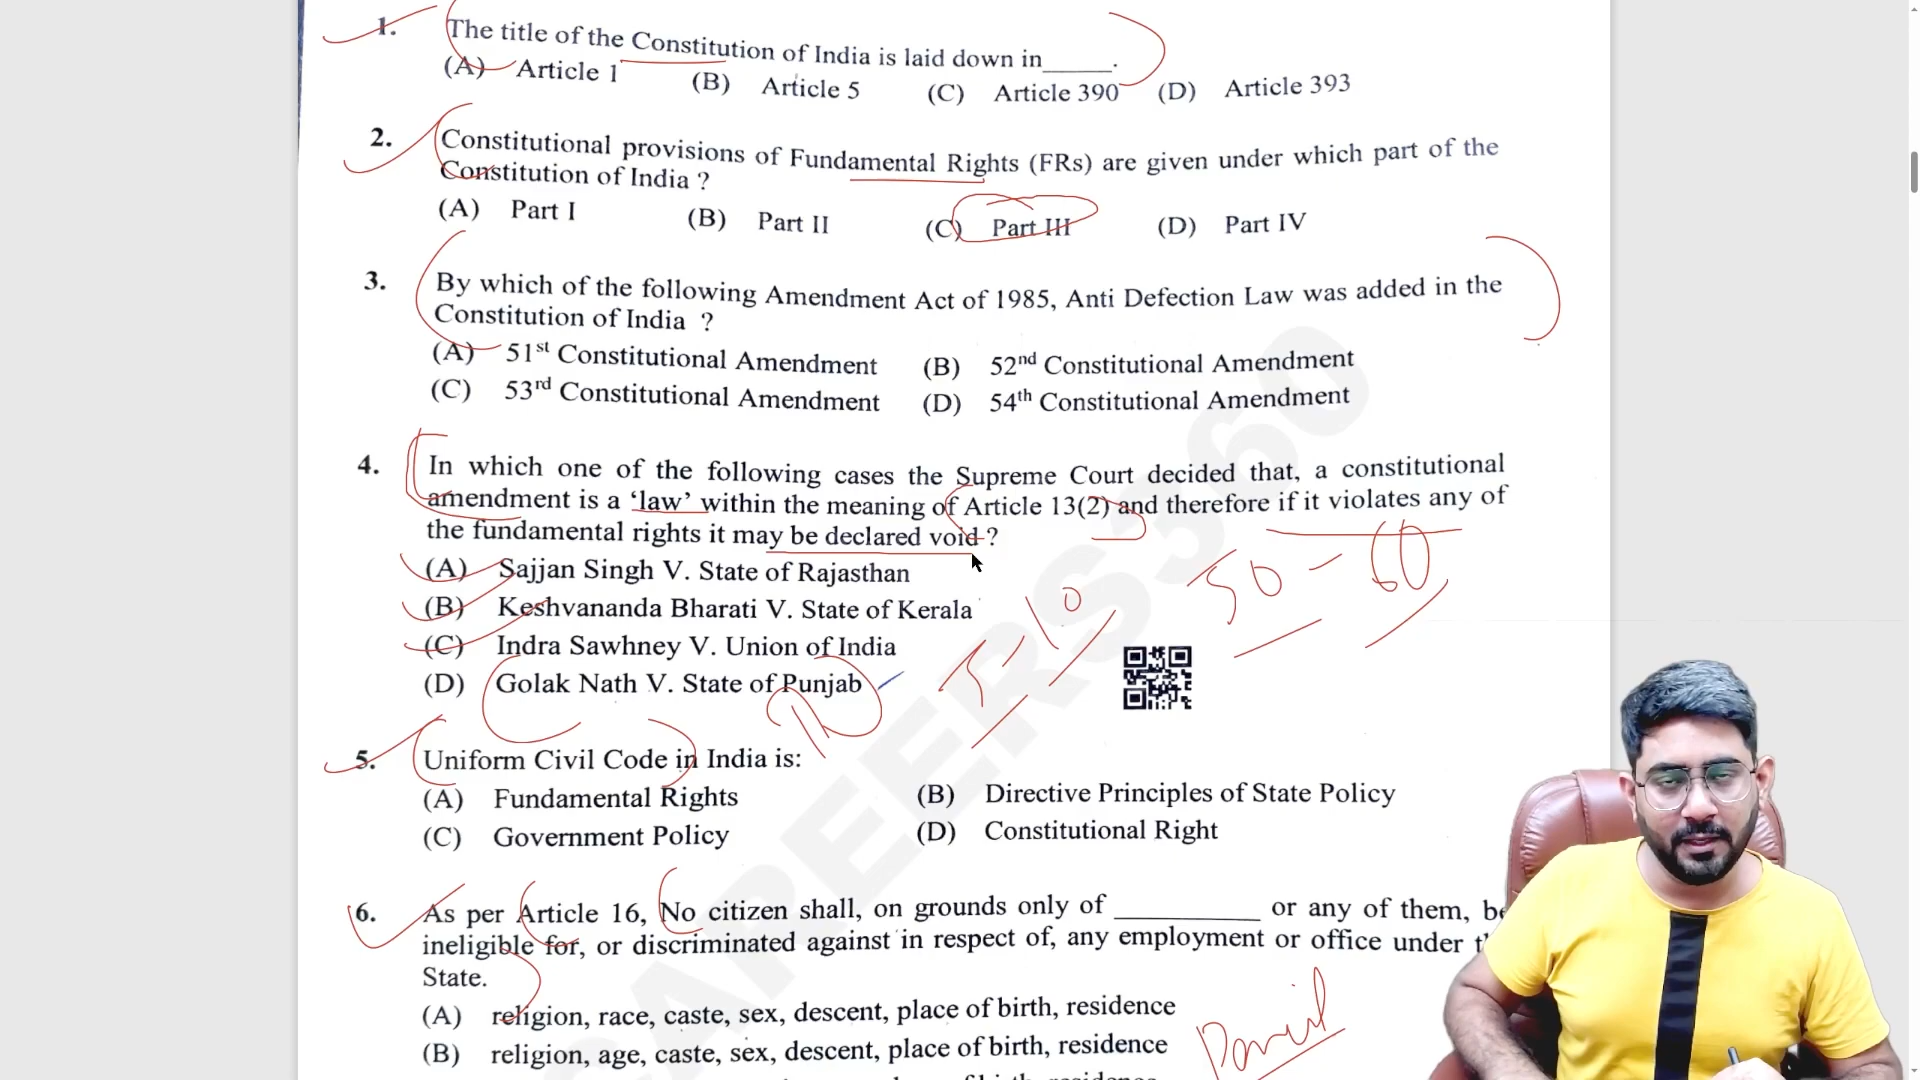 1. The title of the Constitution of India is laid down in_____.
(A) Article 1 (B) Article 5 (C) Article 390 (D) Article 393
2. Constitutional provisions of Fundamental Rights (FRs) are given under which part of the
Constitution of India ?
(A) Part I (B) Part II (C) Part III (D) Part IV
3. By which of the following Amendment Act of 1985, Anti Defection Law was added in the
Constitution of India ?
(A) 51st Constitutional Amendment (B) 52nd Constitutional Amendment
(C) 53rd Constitutional Amendment (D) 54th Constitutional Amendment
4. In which one of the following cases the Supreme Court decided that, a constitutional
amendment is a ‘law’ within the meaning of Article 13(2) and therefore if it violates any of
the fundamental rights it may be declared void ?
(A) Sajjan Singh V. State of Rajasthan
(B) Keshvananda Bharati V. State of Kerala
(C) Indra Sawhney V. Union of India
(D) Golak Nath V. State of Punjab
50 - 60
5-10
5. Uniform Civil Code in India is:
(A) Fundamental Rights (B) Directive Principles of State Policy
(C) Government Policy (D) Constitutional Right
6. As per Article 16, No citizen shall, on grounds only of __________ or any of them, be
ineligible for, or discriminated against in respect of, any employment or office under
State.
(A) religion, race, caste, sex, descent, place of birth, residence
(B) religion, age, caste, sex, descent, place of birth, residence
CAREERS360